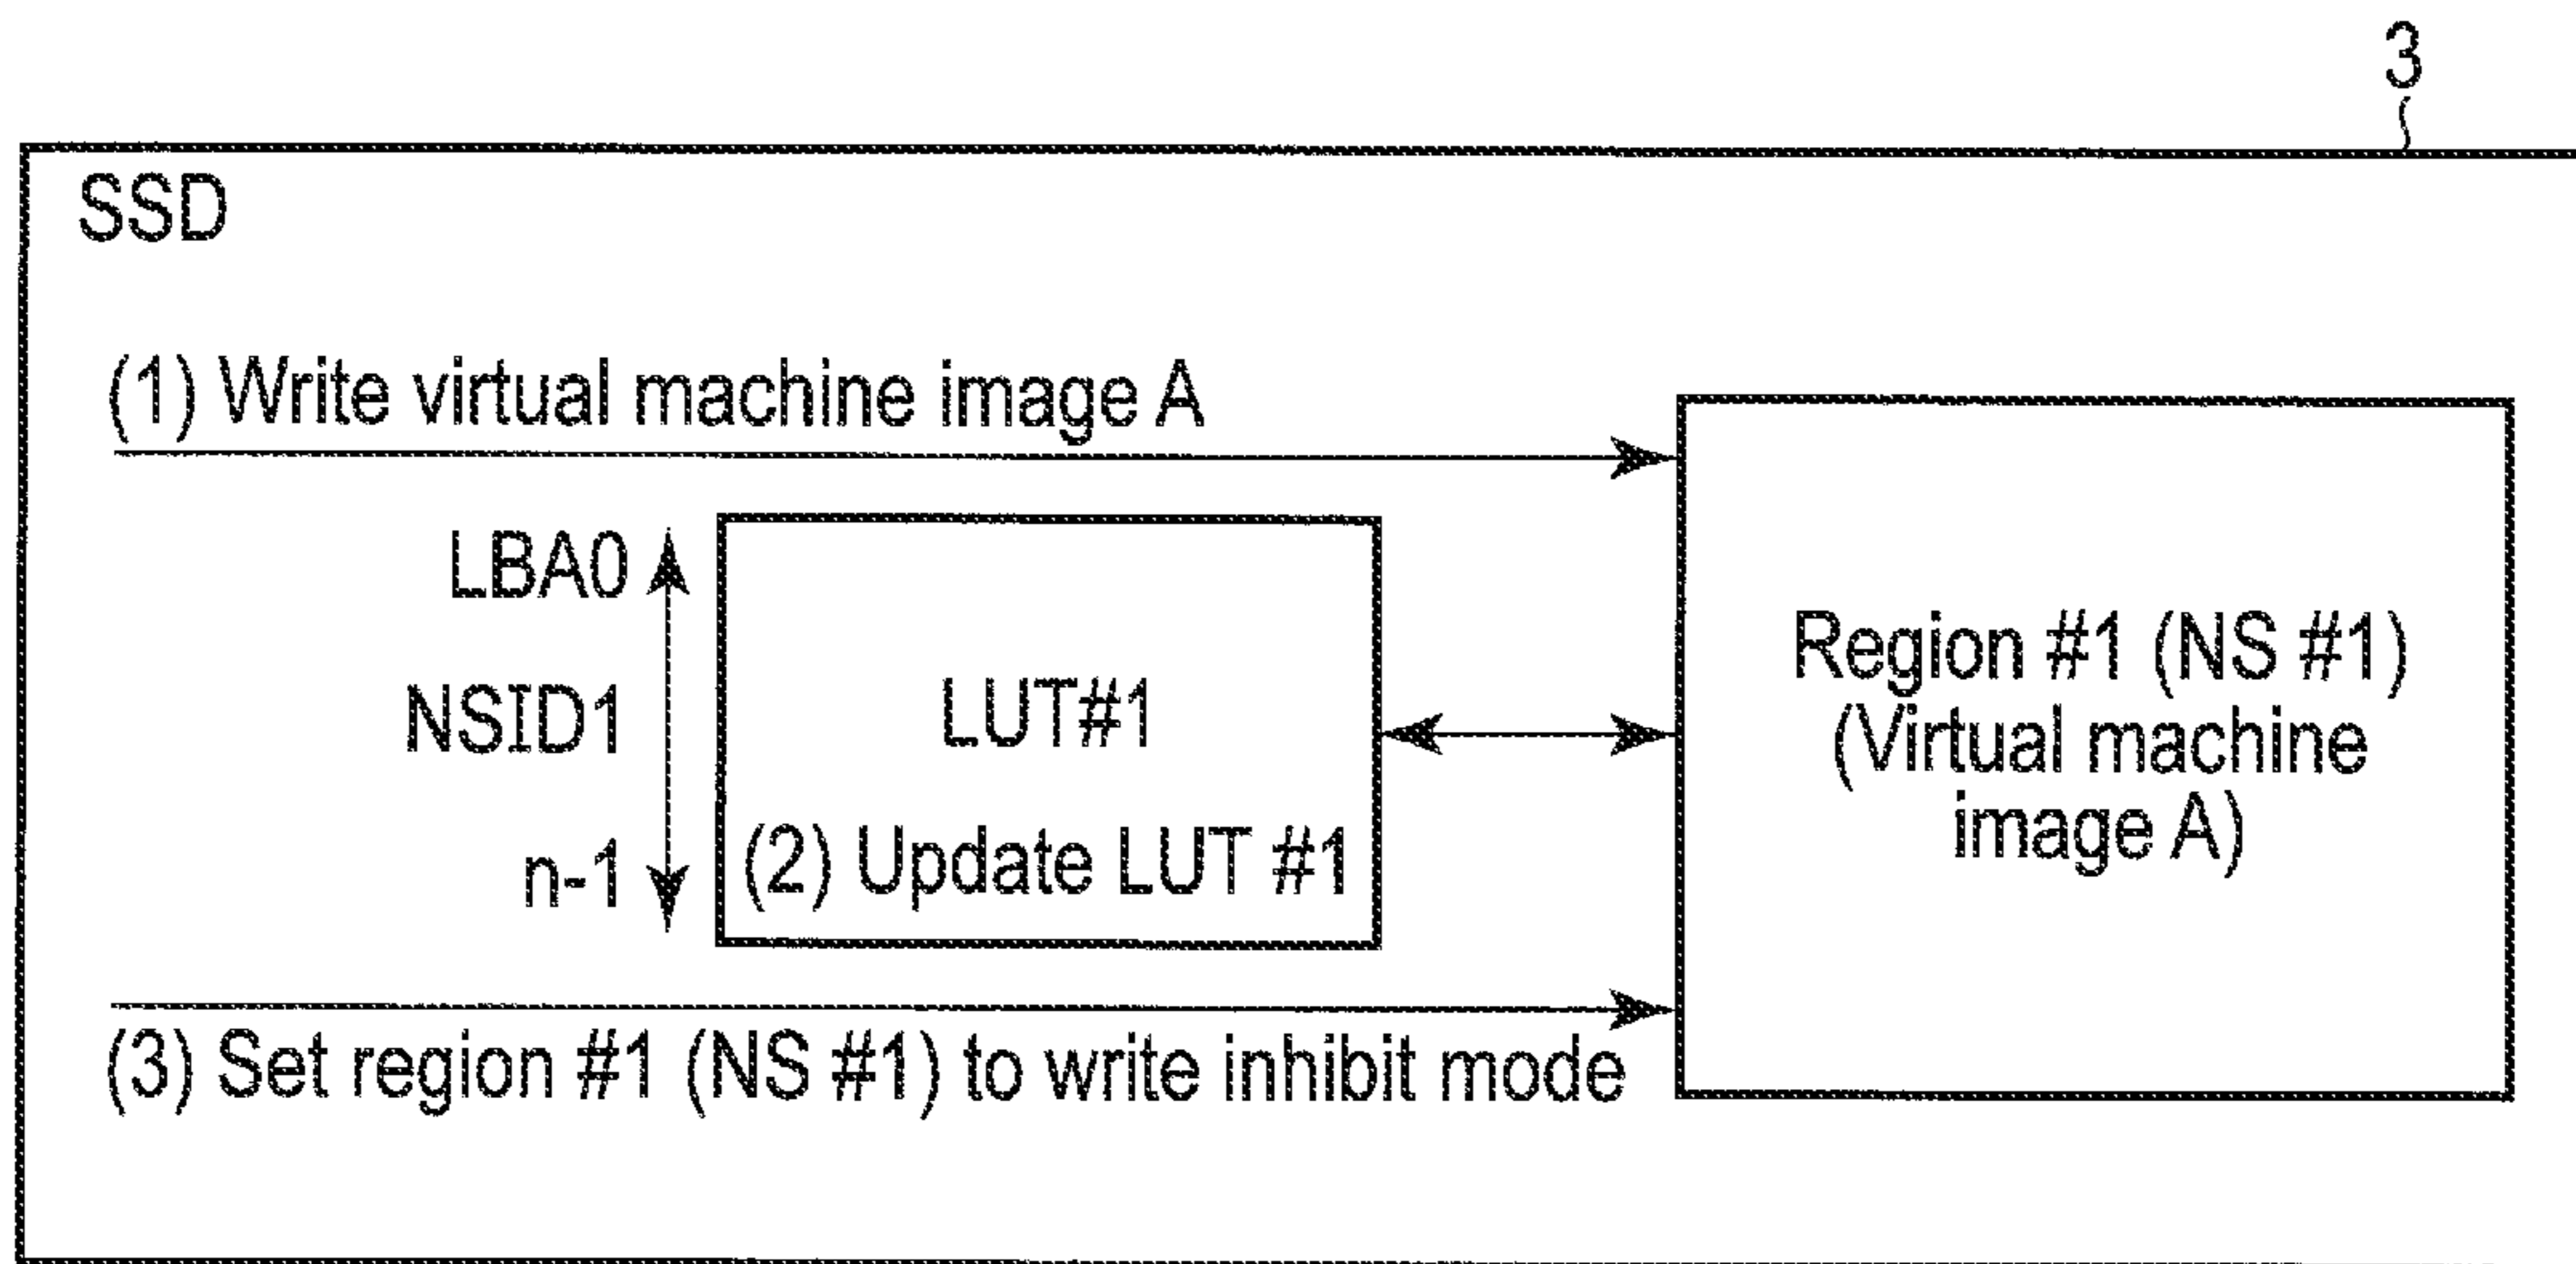 3
SSD
(1) Write virtual machine image A
LBA0
NSID1
n-1
LUT#1
(2) Update LUT #1
Region #1 (NS #1)
(Virtual machine
image A)
(3) Set region #1 (NS #1) to write inhibit mode